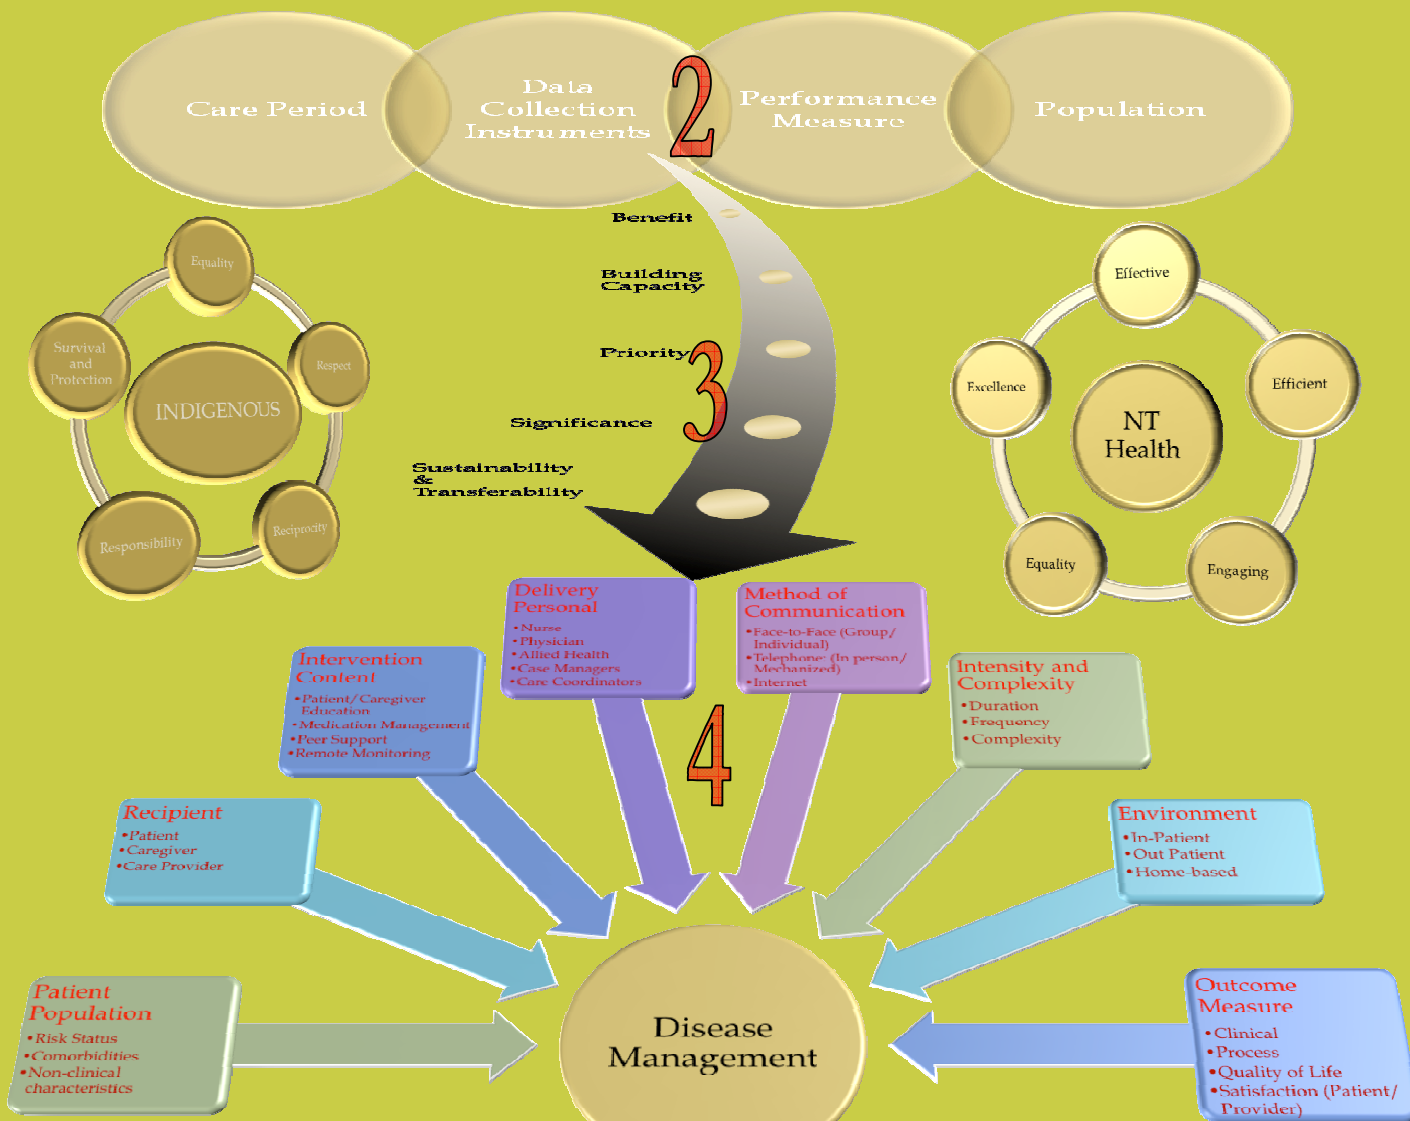 Care Period
Data
Collection
Instruments
2
Performance
Measure
Population
Benefit
Building
Capacity
Priority
3
Significance
Sustainability
&
Transferability
Equality
Survival
and
Protection
Respect
INDIGENOUS
Responsibility
Reciprocity
Effective
Excellence
Efficient
NT
Health
Equality
Engaging
Delivery
Personal
•Nurse
•Physician
•Allied Health
•Case Managers
•Care Coordinators
Method of
Communication
•Face-to-Face (Group/
Individual)
•Telephone: (In person/
Mechanized)
•Internet
Intervention
Content
•Patient/Caregiver
Education
•Medication Management
•Peer Support
•Remote Monitoring
Intensity and
Complexity
•Duration
•Frequency
•Complexity
4
Recipient
•Patient
•Caregiver
•Care Provider
Environment
•In-Patient
•Out Patient
•Home-based
Patient
Population
•Risk Status
•Comorbidities
•Non-clinical
characteristics
Disease
Management
Outcome
Measure
•Clinical
•Process
•Quality of Life
•Satisfaction (Patient/
Provider)